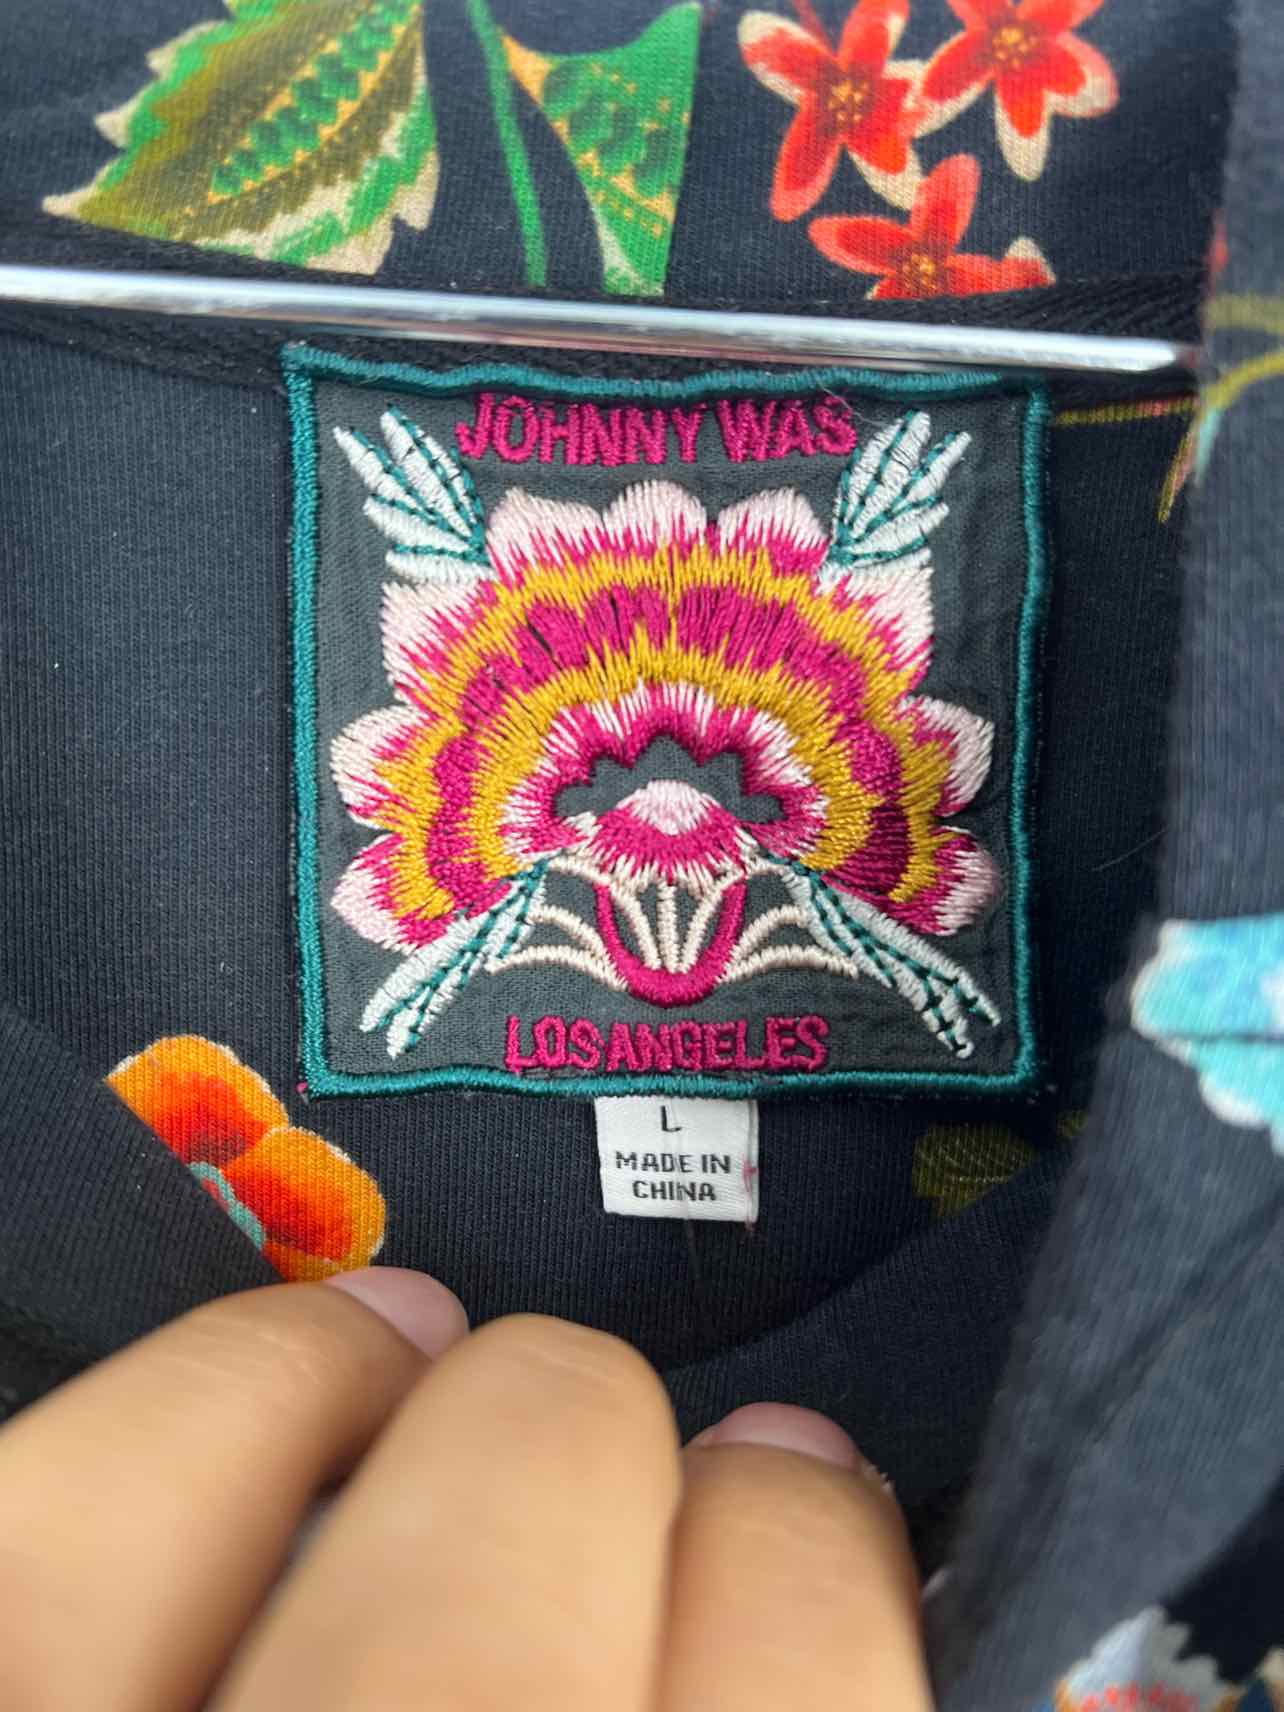 JOHNNY WAS
LOS ANGELES
L
MADE IN
CHINA